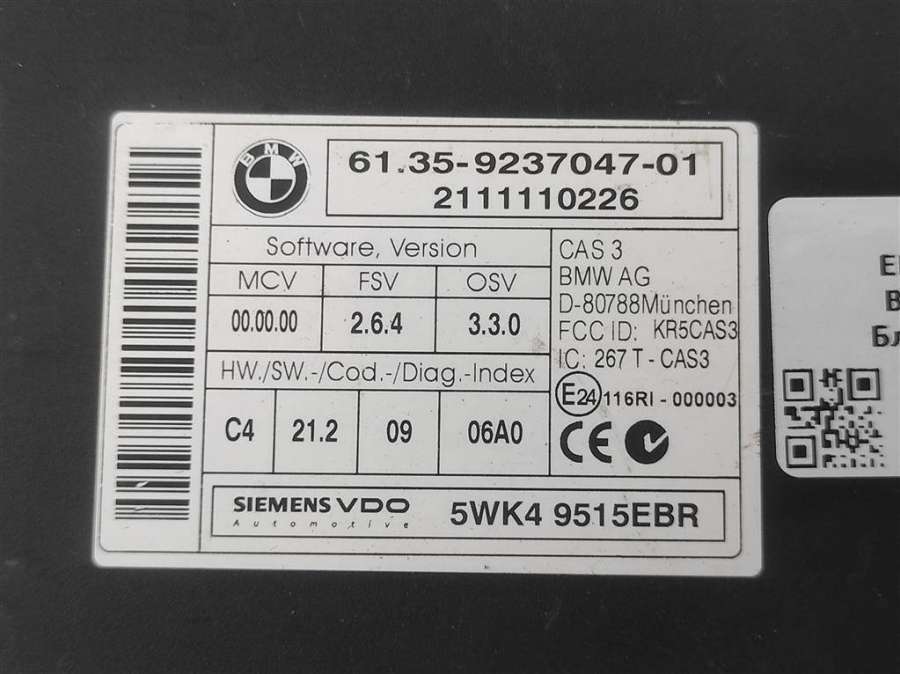 BMW
61.35-9237047-01
2111110226
Software, Version
MCV FSV OSV
00.00.00 2.6.4 3.3.0
HW./SW.-/Cod.-/Diag.-Index
C4 21.2 09 06A0
CAS 3
BMW AG
D-80788München
FCC ID: KR5CAS3
IC: 267 T - CAS3
E24 116RI - 000003
CE
SIEMENS VDO
Automotive
5WK4 9515EBR